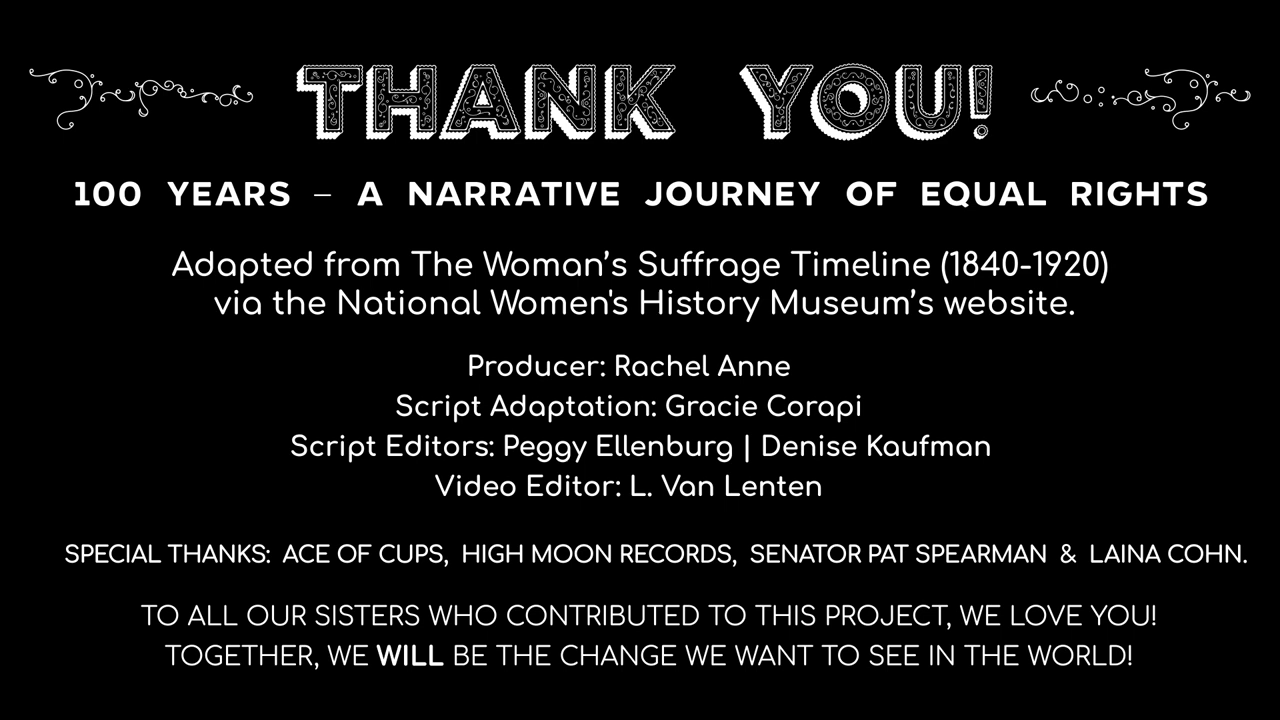 THANK YOU!
100 YEARS – A NARRATIVE JOURNEY OF EQUAL RIGHTS
Adapted from The Woman’s Suffrage Timeline (1840-1920)
via the National Women's History Museum’s website.
Producer: Rachel Anne
Script Adaptation: Gracie Corapi
Script Editors: Peggy Ellenburg | Denise Kaufman
Video Editor: L. Van Lenten
SPECIAL THANKS: ACE OF CUPS, HIGH MOON RECORDS, SENATOR PAT SPEARMAN & LAINA COHN.
TO ALL OUR SISTERS WHO CONTRIBUTED TO THIS PROJECT, WE LOVE YOU!
TOGETHER, WE WILL BE THE CHANGE WE WANT TO SEE IN THE WORLD!